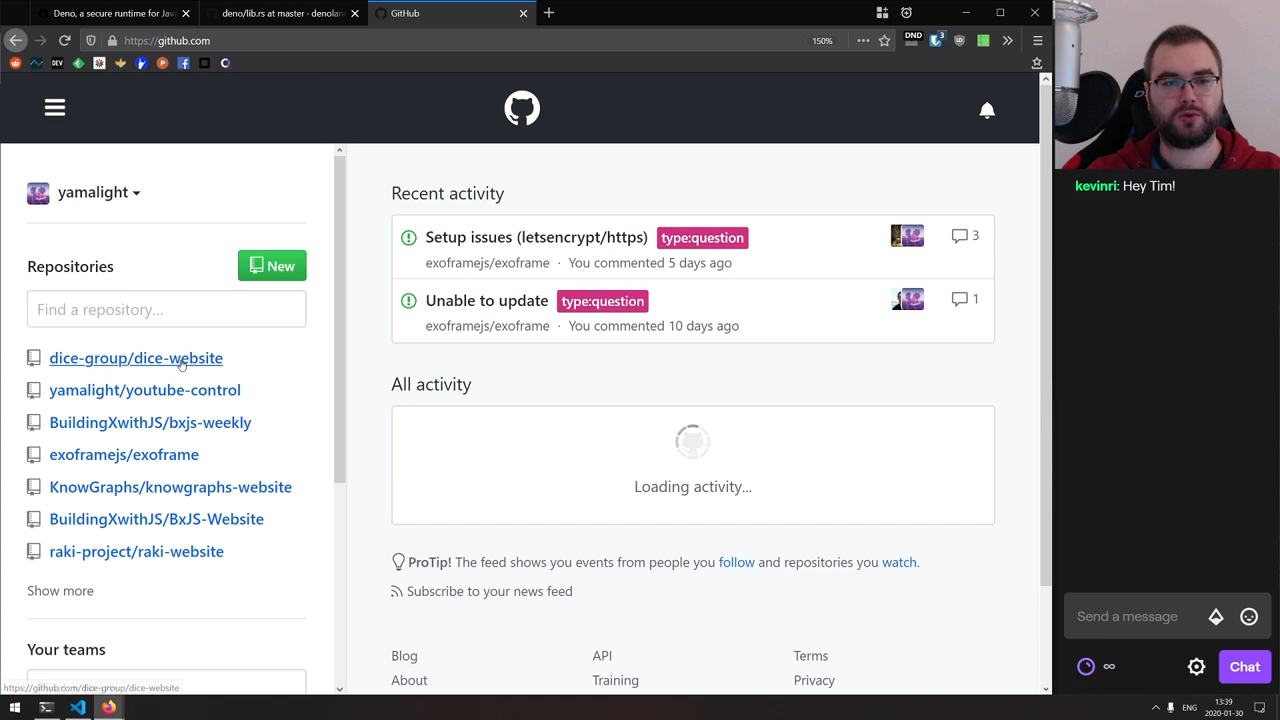 Deno, a secure runtime for Java
deno/lib.rs at master · denolan
GitHub
https://github.com
150%
DND
3
DEV
yamalight
Repositories
New
Find a repository…
dice-group/dice-website
yamalight/youtube-control
BuildingXwithJS/bxjs-weekly
exoframejs/exoframe
KnowGraphs/knowgraphs-website
BuildingXwithJS/BxJS-Website
raki-project/raki-website
Show more
Your teams
https://github.com/dice-group/dice-website
Recent activity
Setup issues (letsencrypt/https) type:question
3
exoframejs/exoframe · You commented 5 days ago
Unable to update type:question
1
exoframejs/exoframe · You commented 10 days ago
All activity
Loading activity...
ProTip! The feed shows you events from people you follow and repositories you watch.
Subscribe to your news feed
Blog API Terms
About Training Privacy
kevinri: Hey Tim!
Send a message
∞
Chat
ENG
13:39
2020-01-30